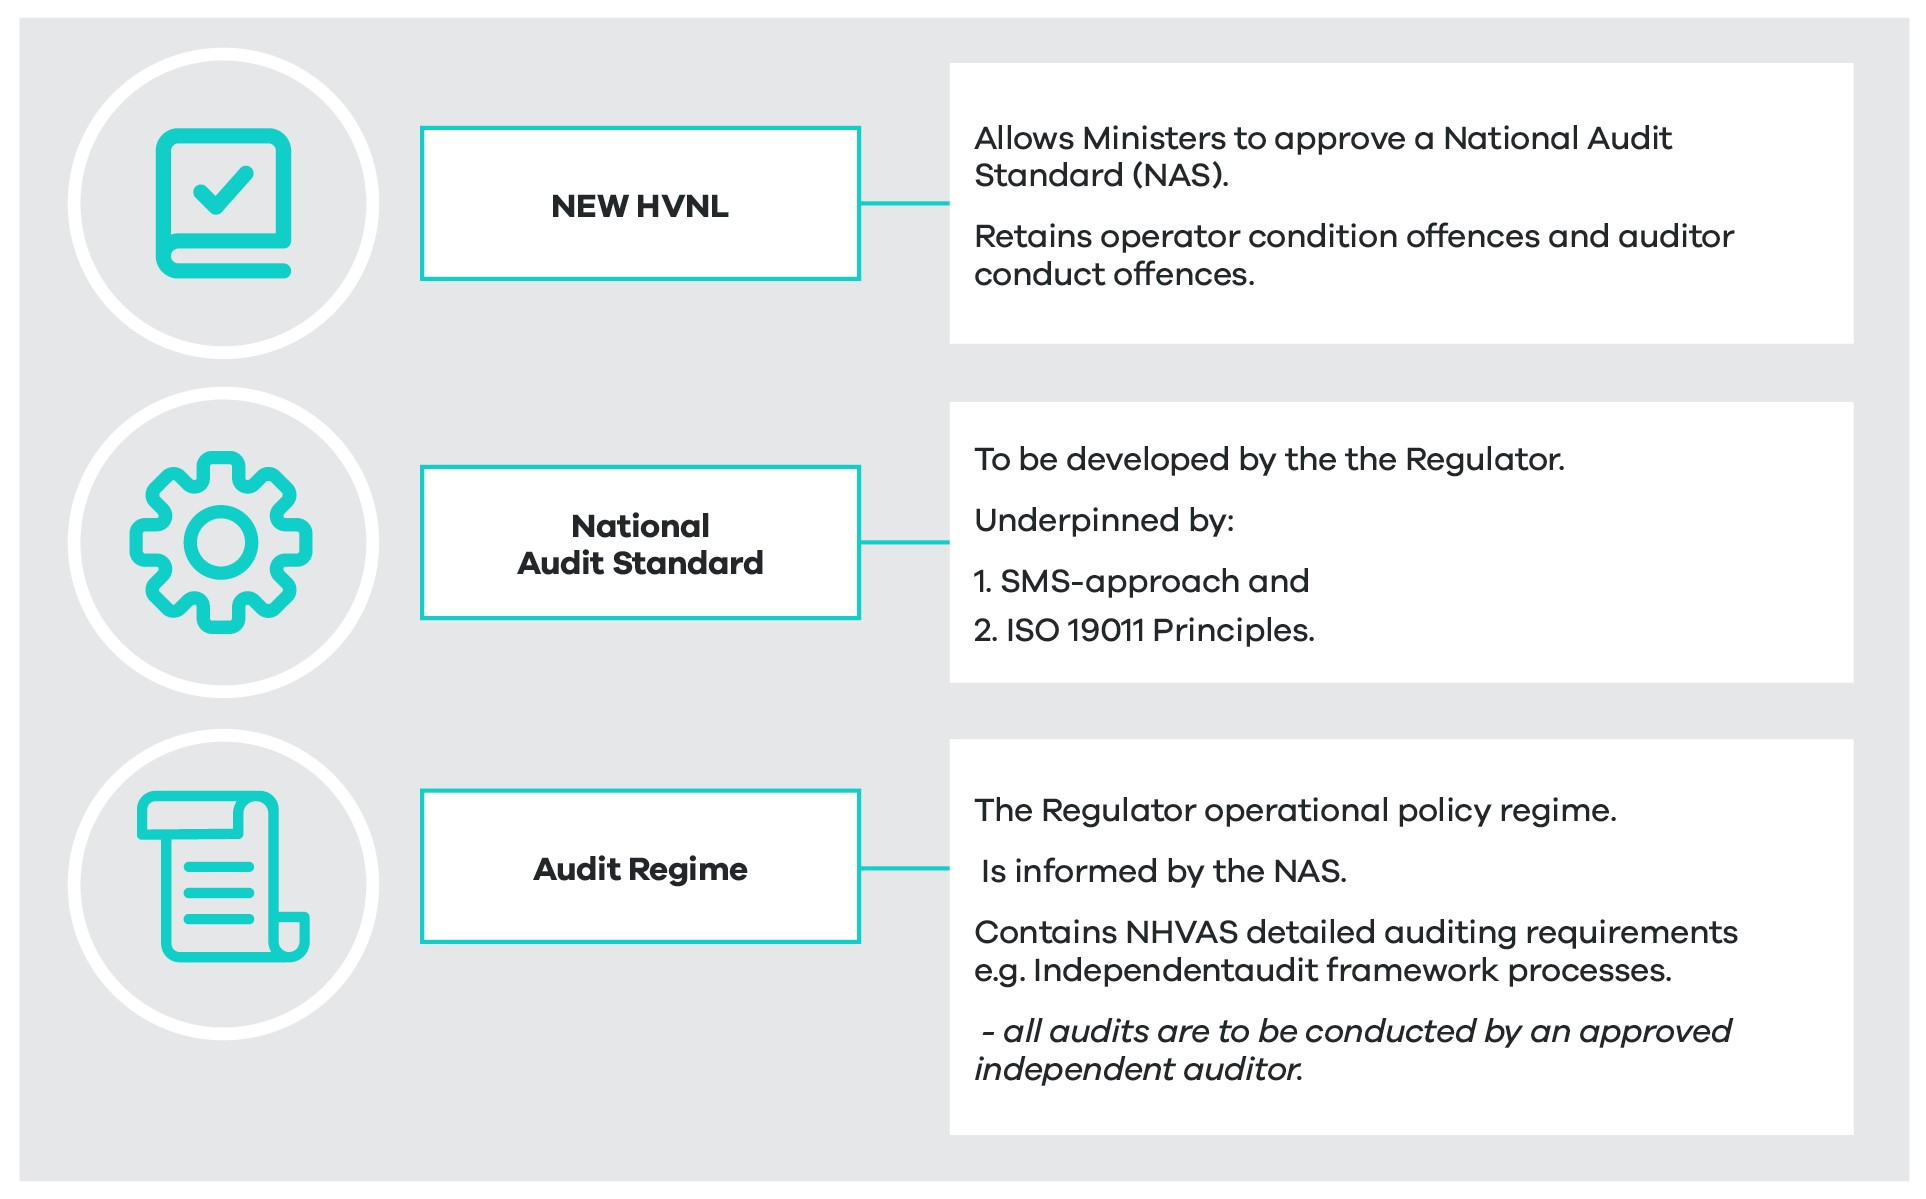 NEW HVNL
Allows Ministers to approve a National Audit
Standard (NAS).
Retains operator condition offences and auditor
conduct offences.
National
Audit Standard
To be developed by the the Regulator.
Underpinned by:
1. SMS-approach and
2. ISO 19011 Principles.
Audit Regime
The Regulator operational policy regime.
Is informed by the NAS.
Contains NHVAS detailed auditing requirements
e.g. Independentaudit framework processes.
- all audits are to be conducted by an approved
independent auditor.